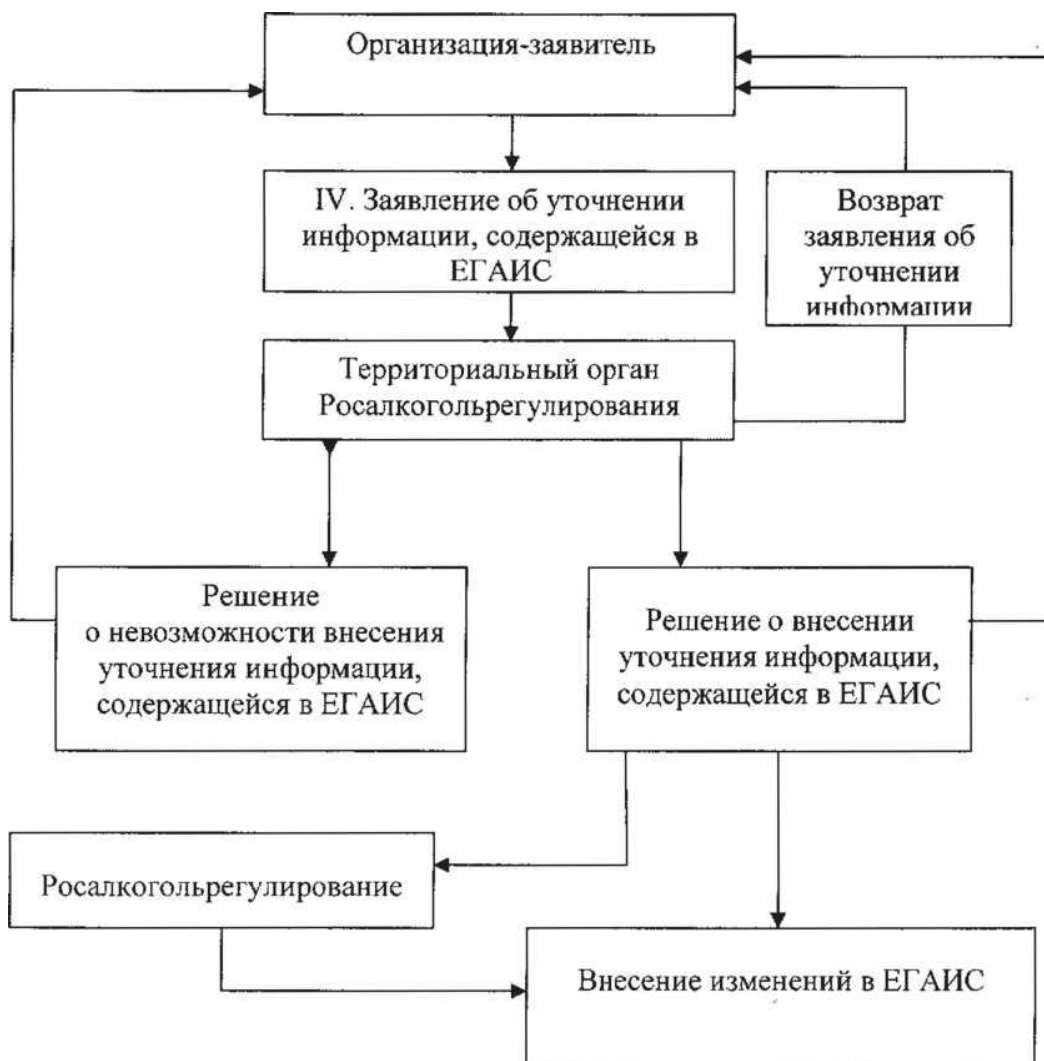 Организация-заявитель
IV. Заявление об уточнении
информации, содержащейся в
ЕГАИС
Возврат
заявления об
уточнении
информации
Территориальный орган
Росалкогольрегулирования
Решение
о невозможности внесения
уточнения информации,
содержащейся в ЕГАИС
Решение о внесении
уточнения информации,
содержащейся в ЕГАИС
Росалкогольрегулирование
Внесение изменений в ЕГАИС